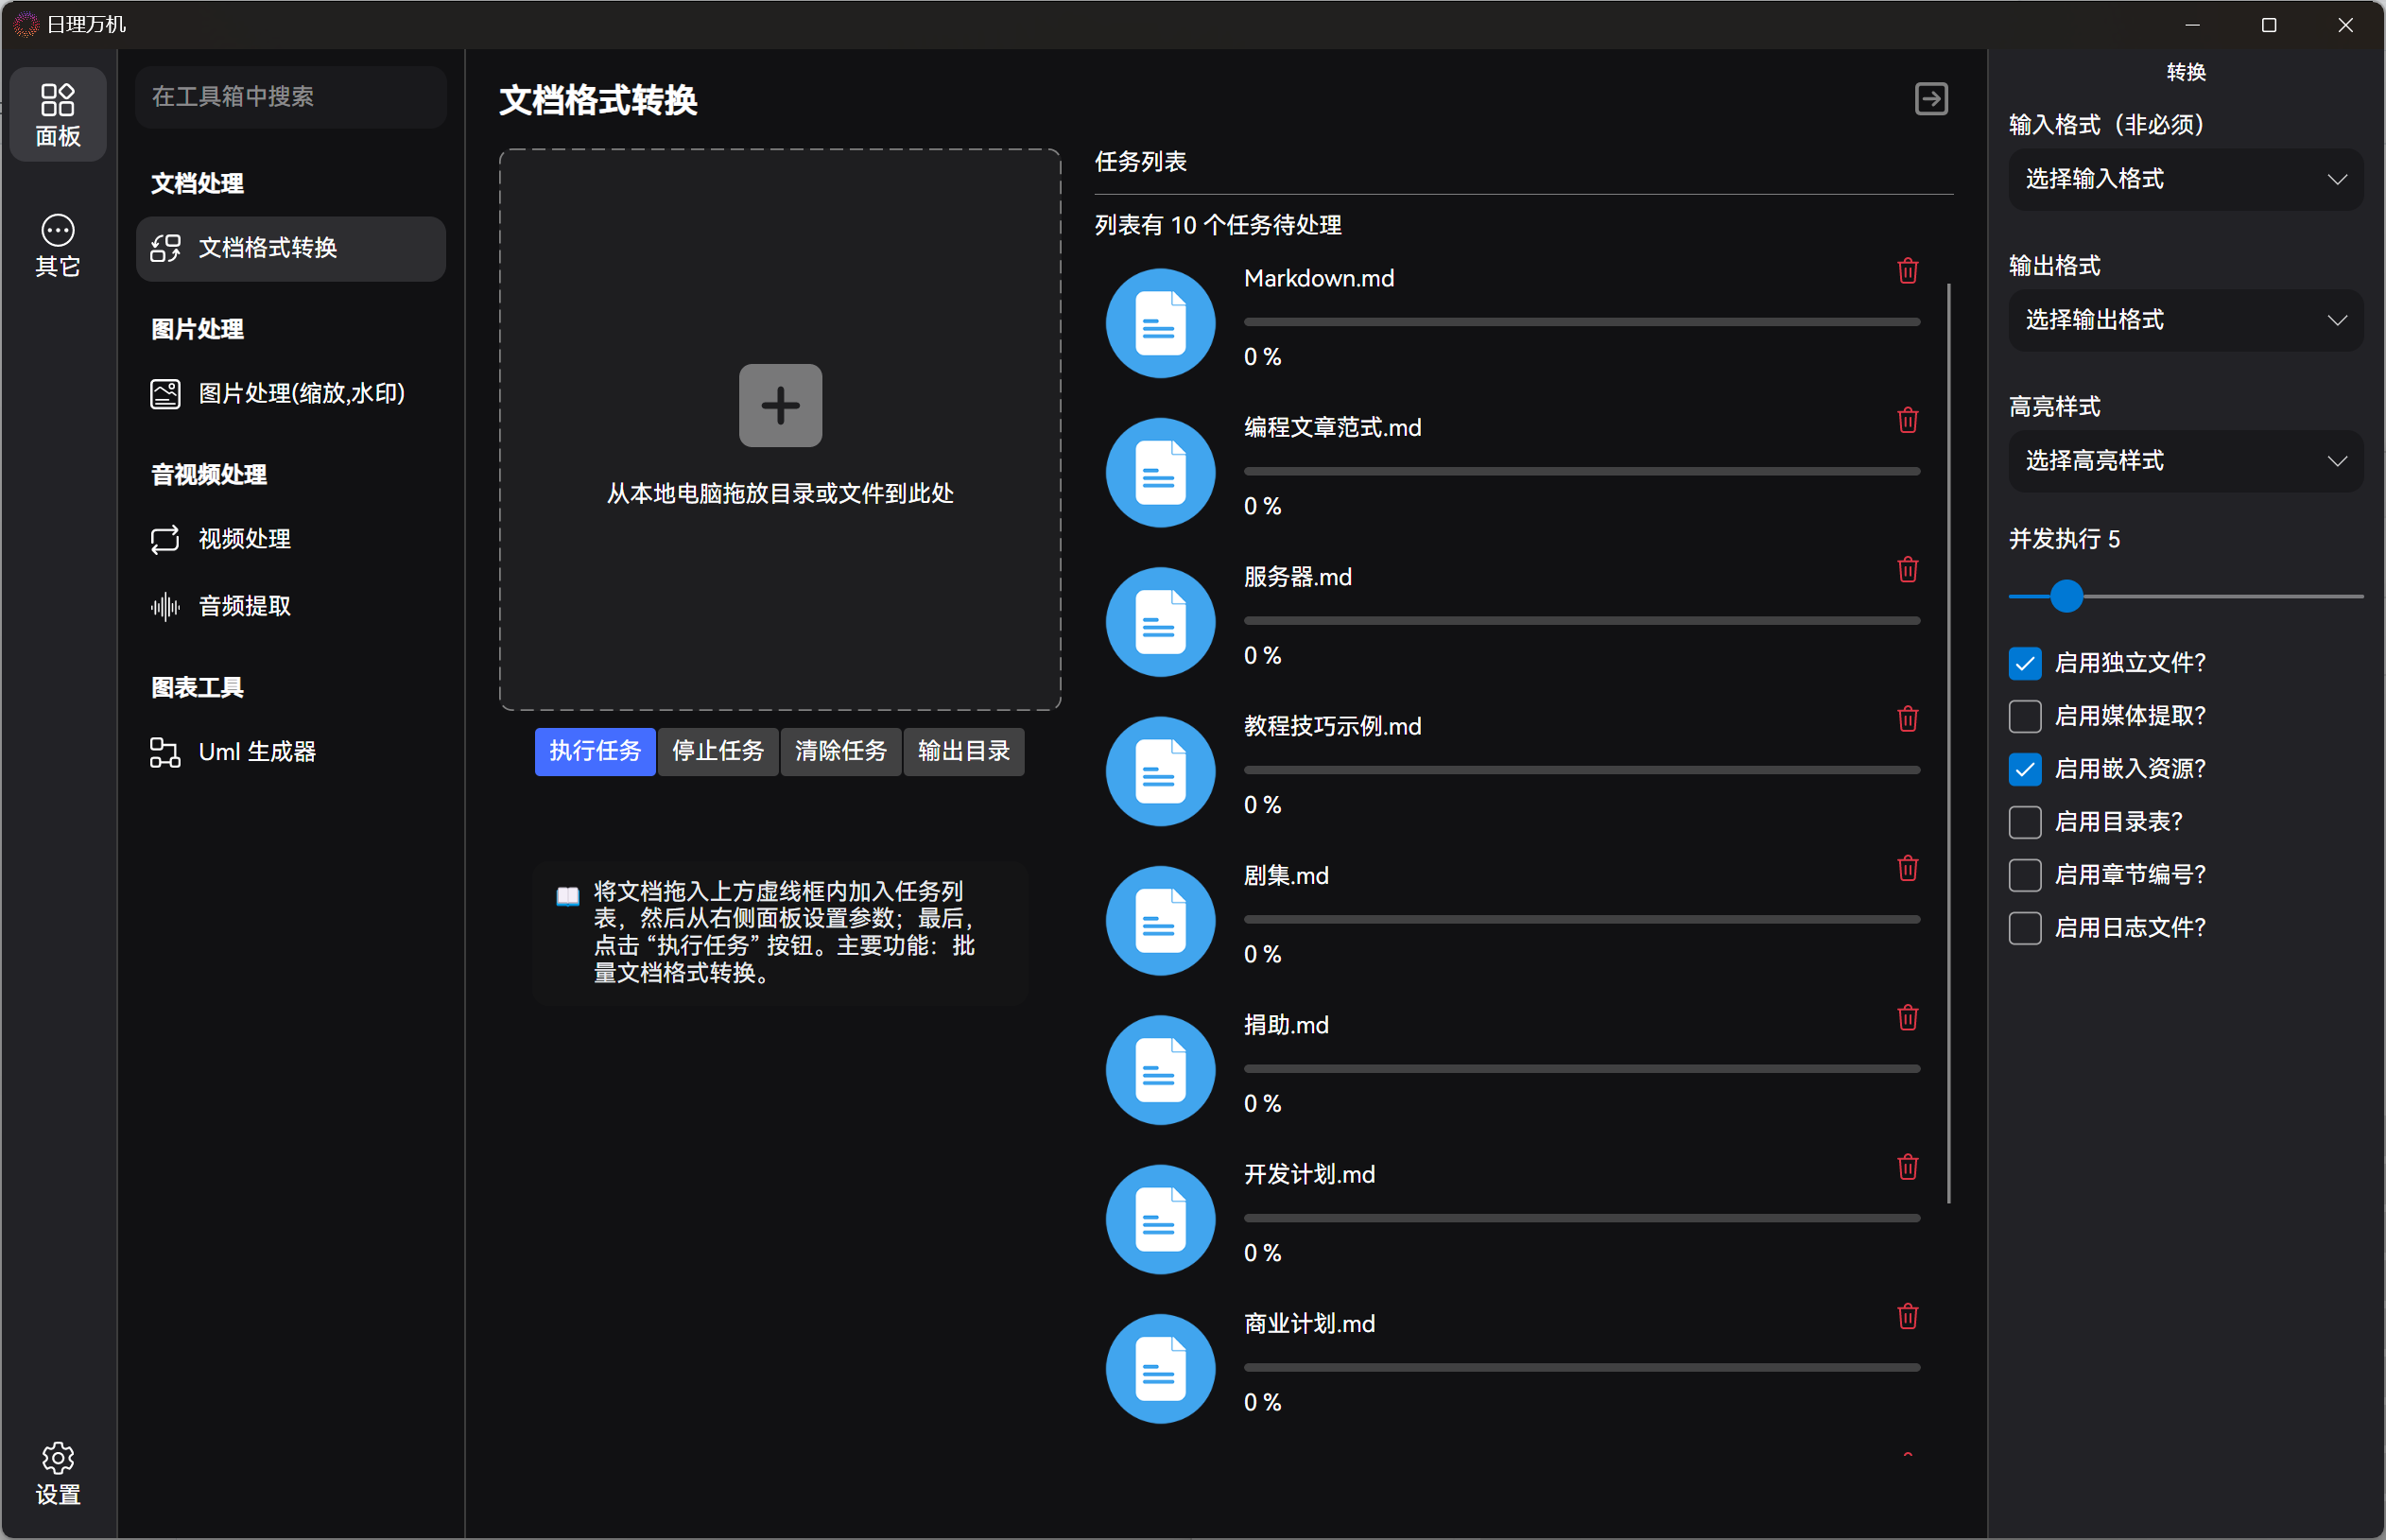 日理万机
面板
其它
设置
在工具箱中搜索
文档处理
文档格式转换
图片处理
图片处理(缩放,水印)
音视频处理
视频处理
音频提取
图表工具
Uml 生成器
文档格式转换
从本地电脑拖放目录或文件到此处
执行任务 停止任务 清除任务 输出目录
将文档拖入上方虚线框内加入任务列
表，然后从右侧面板设置参数；最后，
点击 “执行任务” 按钮。主要功能：批
量文档格式转换。
任务列表
列表有 10 个任务待处理
Markdown.md
0 %
编程文章范式.md
0 %
服务器.md
0 %
教程技巧示例.md
0 %
剧集.md
0 %
捐助.md
0 %
开发计划.md
0 %
商业计划.md
0 %
转换
输入格式（非必须）
选择输入格式
输出格式
选择输出格式
高亮样式
选择高亮样式
并发执行 5
启用独立文件?
启用媒体提取?
启用嵌入资源?
启用目录表?
启用章节编号?
启用日志文件?